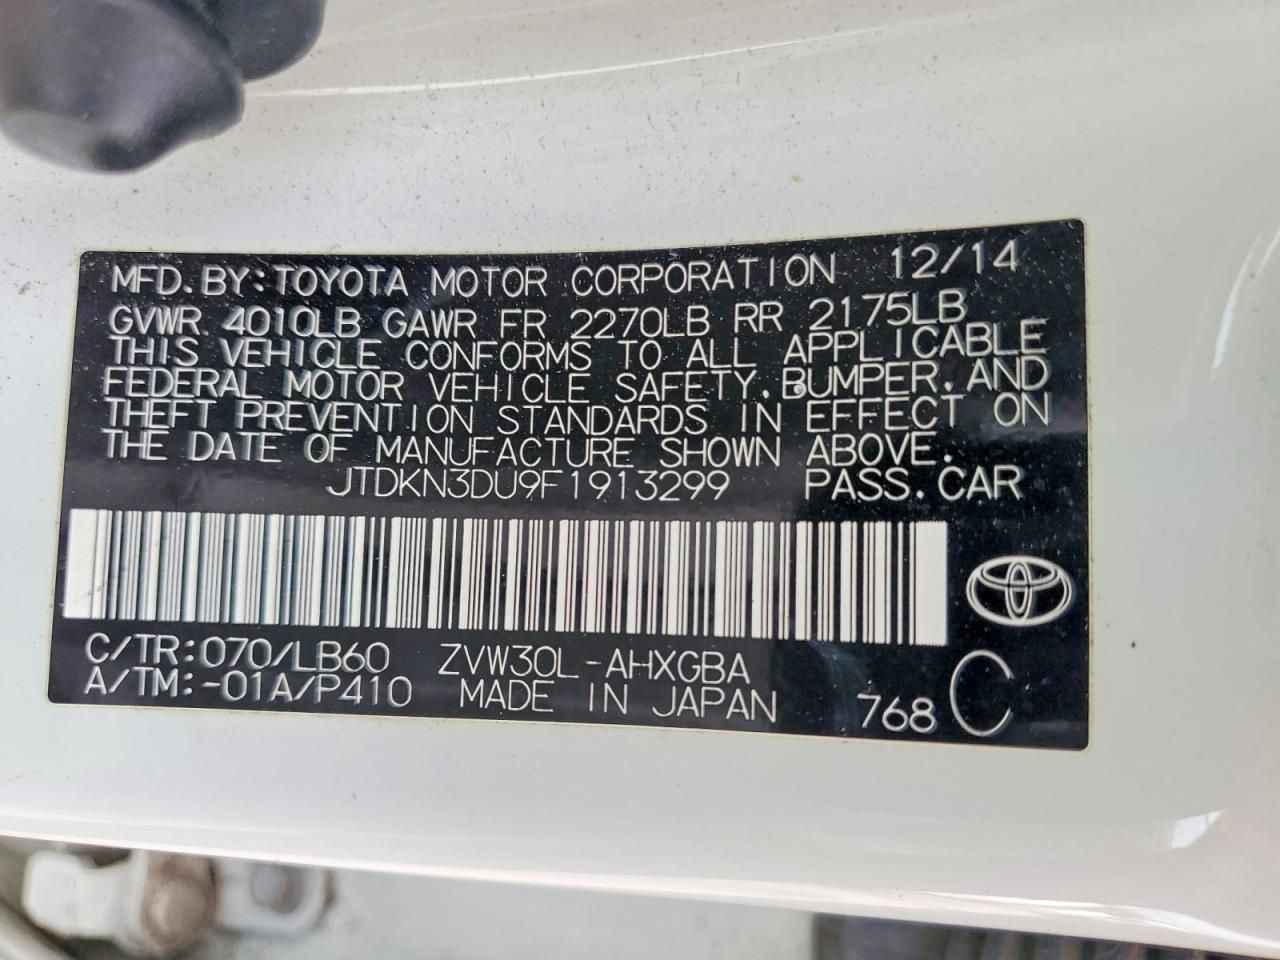 MFD. BY: TOYOTA MOTOR CORPORATION 12/14
GVWR 4010LB GAWR FR 2270LB RR 2175LB
THIS VEHICLE CONFORMS TO ALL APPLICABLE
FEDERAL MOTOR VEHICLE SAFETY, BUMPER, AND
THEFT PREVENTION STANDARDS IN EFFECT ON
THE DATE OF MANUFACTURE SHOWN ABOVE.
JTDKN3DU9F1913299 PASS. CAR
C/TR:070/LB60 ZVW30L-AHXGBA
A/TM:-01A/P410 MADE IN JAPAN 768 C